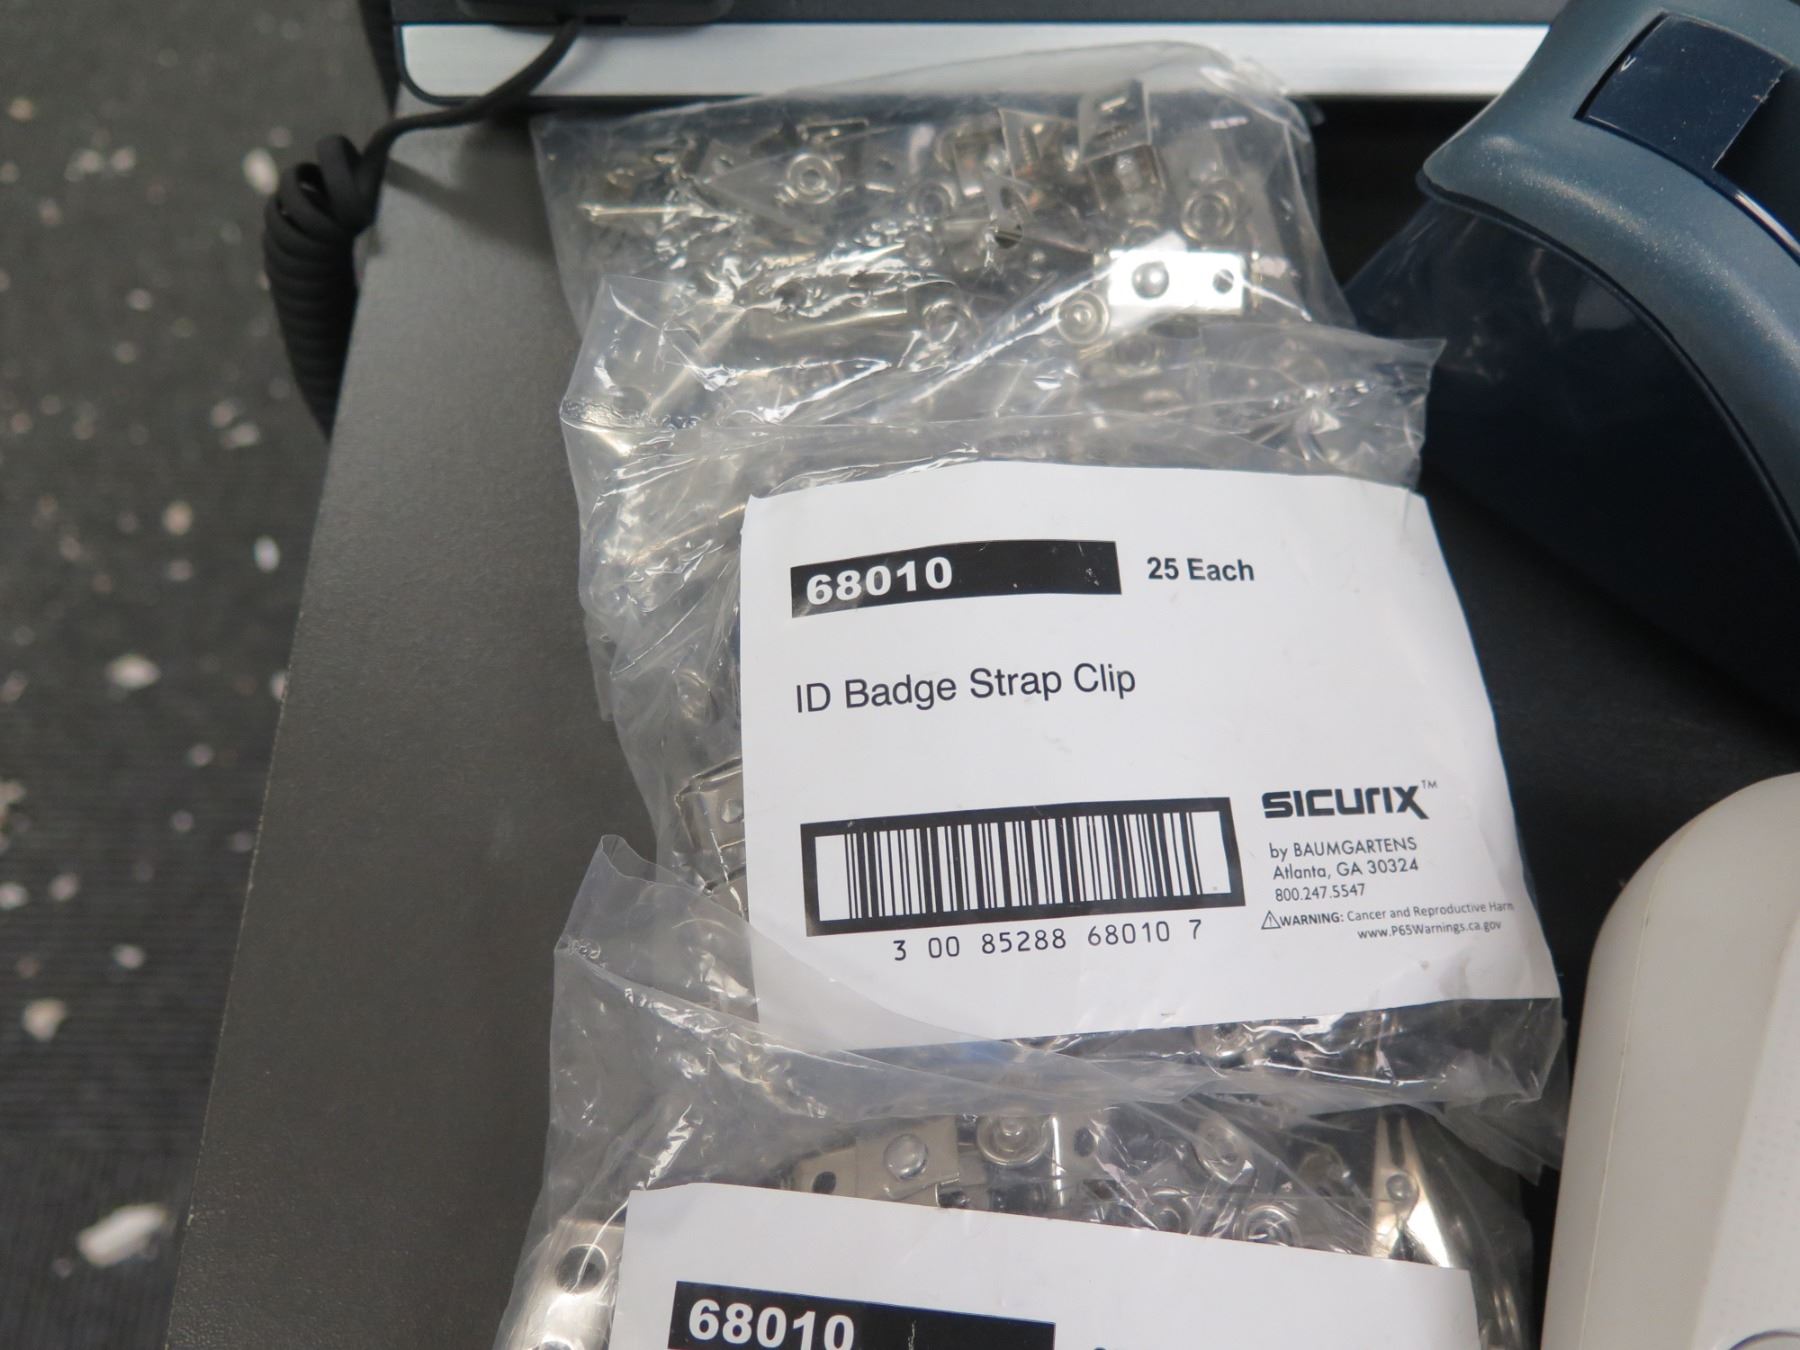 68010 25 Each
ID Badge Strap Clip
SICURIX™
by BAUMGARTENS
Atlanta, GA 30324
800.247.5547
⚠WARNING: Cancer and Reproductive Harm
www.P65Warnings.ca.gov
3 00 85288 68010 7
68010